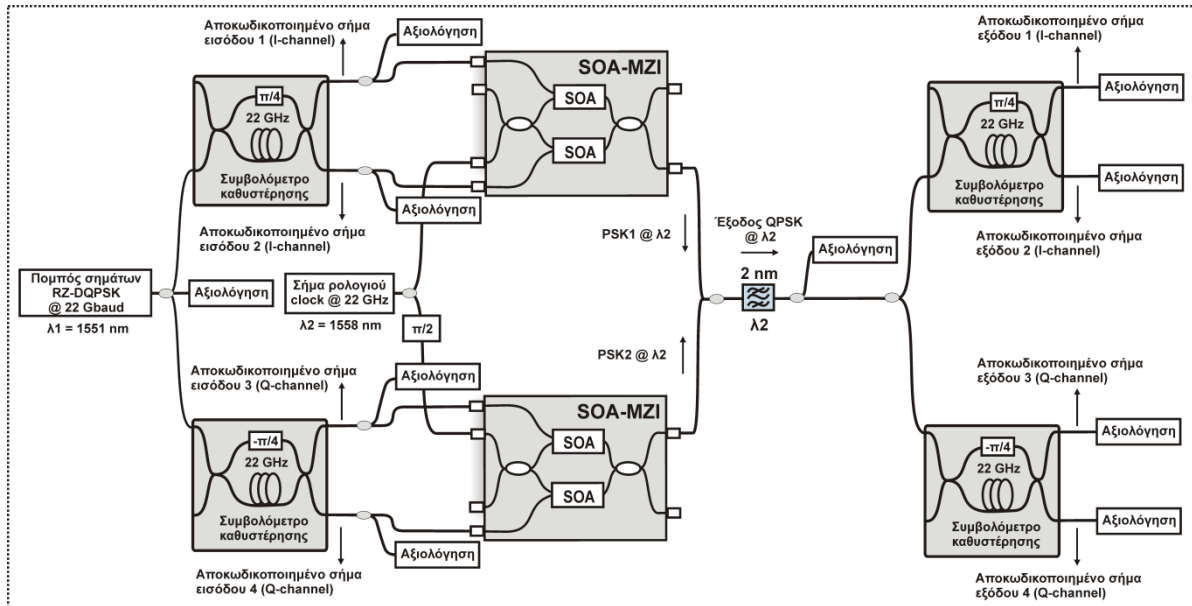 Αποκωδικοποιημένο σήμα
εισόδου 1 (I-channel)
Αξιολόγηση
SOA-MZI
SOA
SOA
π/4
22 GHz
Συμβολόμετρο
καθυστέρησης
Αξιολόγηση
Αποκωδικοποιημένο σήμα
εισόδου 2 (I-channel)
Πομπός σημάτων
RZ-DQPSK
@ 22 Gbaud
λ1 = 1551 nm
Αξιολόγηση
Σήμα ρολογιού
clock @ 22 GHz
λ2 = 1558 nm
π/2
PSK1 @ λ2
PSK2 @ λ2
Έξοδος QPSK
@ λ2
2 nm
λ2
Αξιολόγηση
Αποκωδικοποιημένο σήμα
εισόδου 3 (Q-channel)
Αξιολόγηση
SOA-MZI
SOA
SOA
-π/4
22 GHz
Συμβολόμετρο
καθυστέρησης
Αξιολόγηση
Αποκωδικοποιημένο σήμα
εισόδου 4 (Q-channel)
Αποκωδικοποιημένο σήμα
εξόδου 1 (I-channel)
Αξιολόγηση
π/4
22 GHz
Συμβολόμετρο
καθυστέρησης
Αξιολόγηση
Αποκωδικοποιημένο σήμα
εξόδου 2 (I-channel)
Αποκωδικοποιημένο σήμα
εξόδου 3 (Q-channel)
Αξιολόγηση
-π/4
22 GHz
Συμβολόμετρο
καθυστέρησης
Αξιολόγηση
Αποκωδικοποιημένο σήμα
εξόδου 4 (Q-channel)